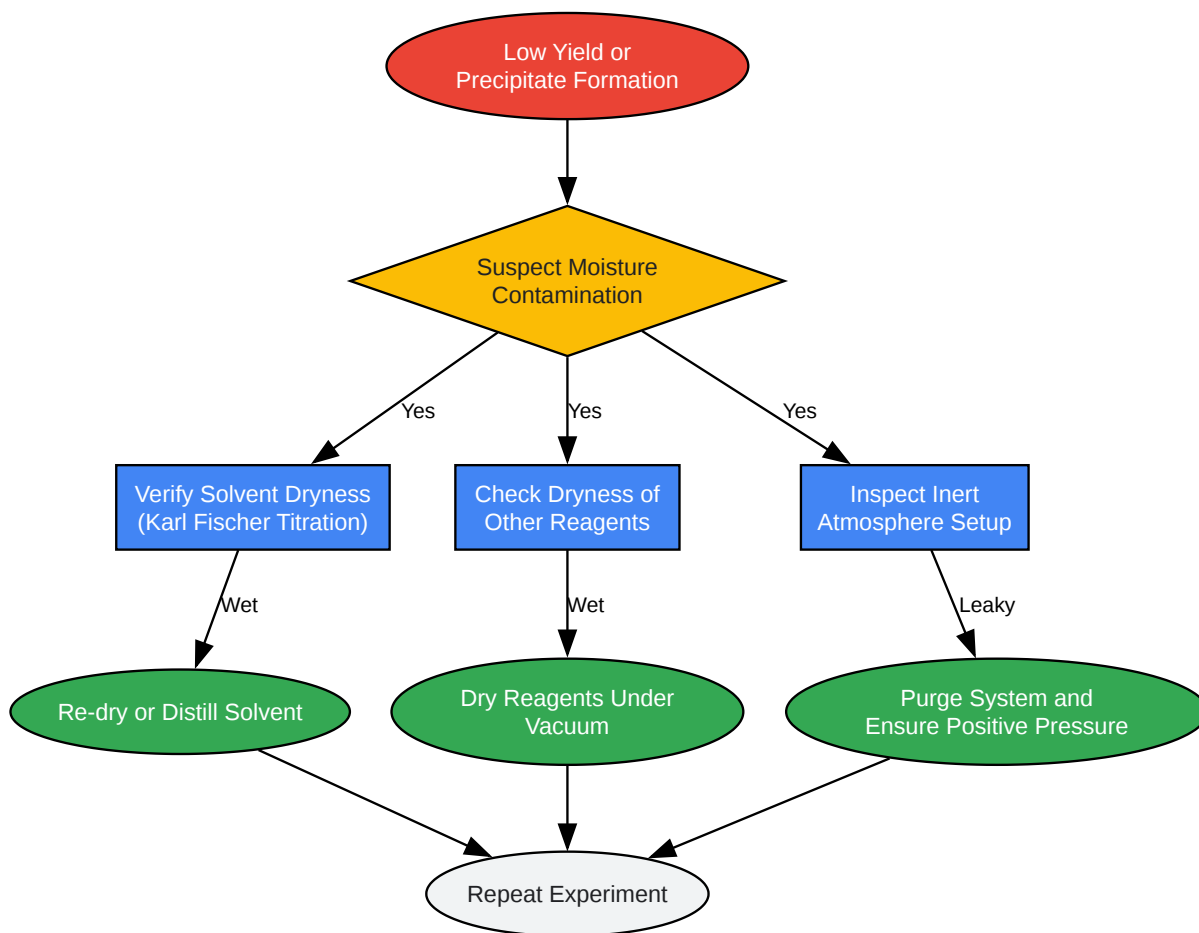 Low Yield or
Precipitate Formation
Suspect Moisture
Contamination
Yes
Yes
Yes
Verify Solvent Dryness
(Karl Fischer Titration)
Check Dryness of
Other Reagents
Inspect Inert
Atmosphere Setup
Wet
Wet
Leaky
Re-dry or Distill Solvent
Dry Reagents Under
Vacuum
Purge System and
Ensure Positive Pressure
Repeat Experiment